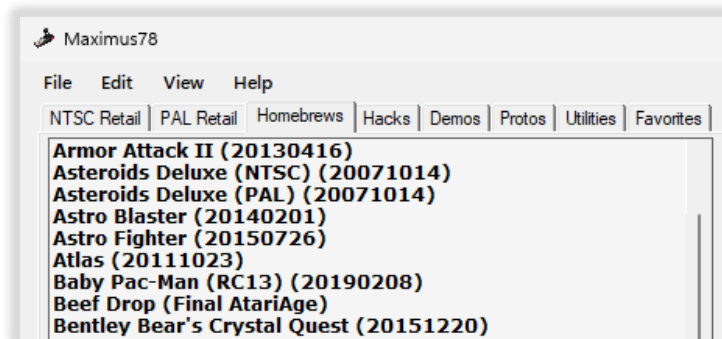 Maximus78
File Edit View Help
NTSC Retail PAL Retail Homebrews Hacks Demos Protos Utilities Favorites
Armor Attack II (20130416)
Asteroids Deluxe (NTSC) (20071014)
Asteroids Deluxe (PAL) (20071014)
Astro Blaster (20140201)
Astro Fighter (20150726)
Atlas (20111023)
Baby Pac-Man (RC13) (20190208)
Beef Drop (Final AtariAge)
Bentley Bear's Crystal Quest (20151220)